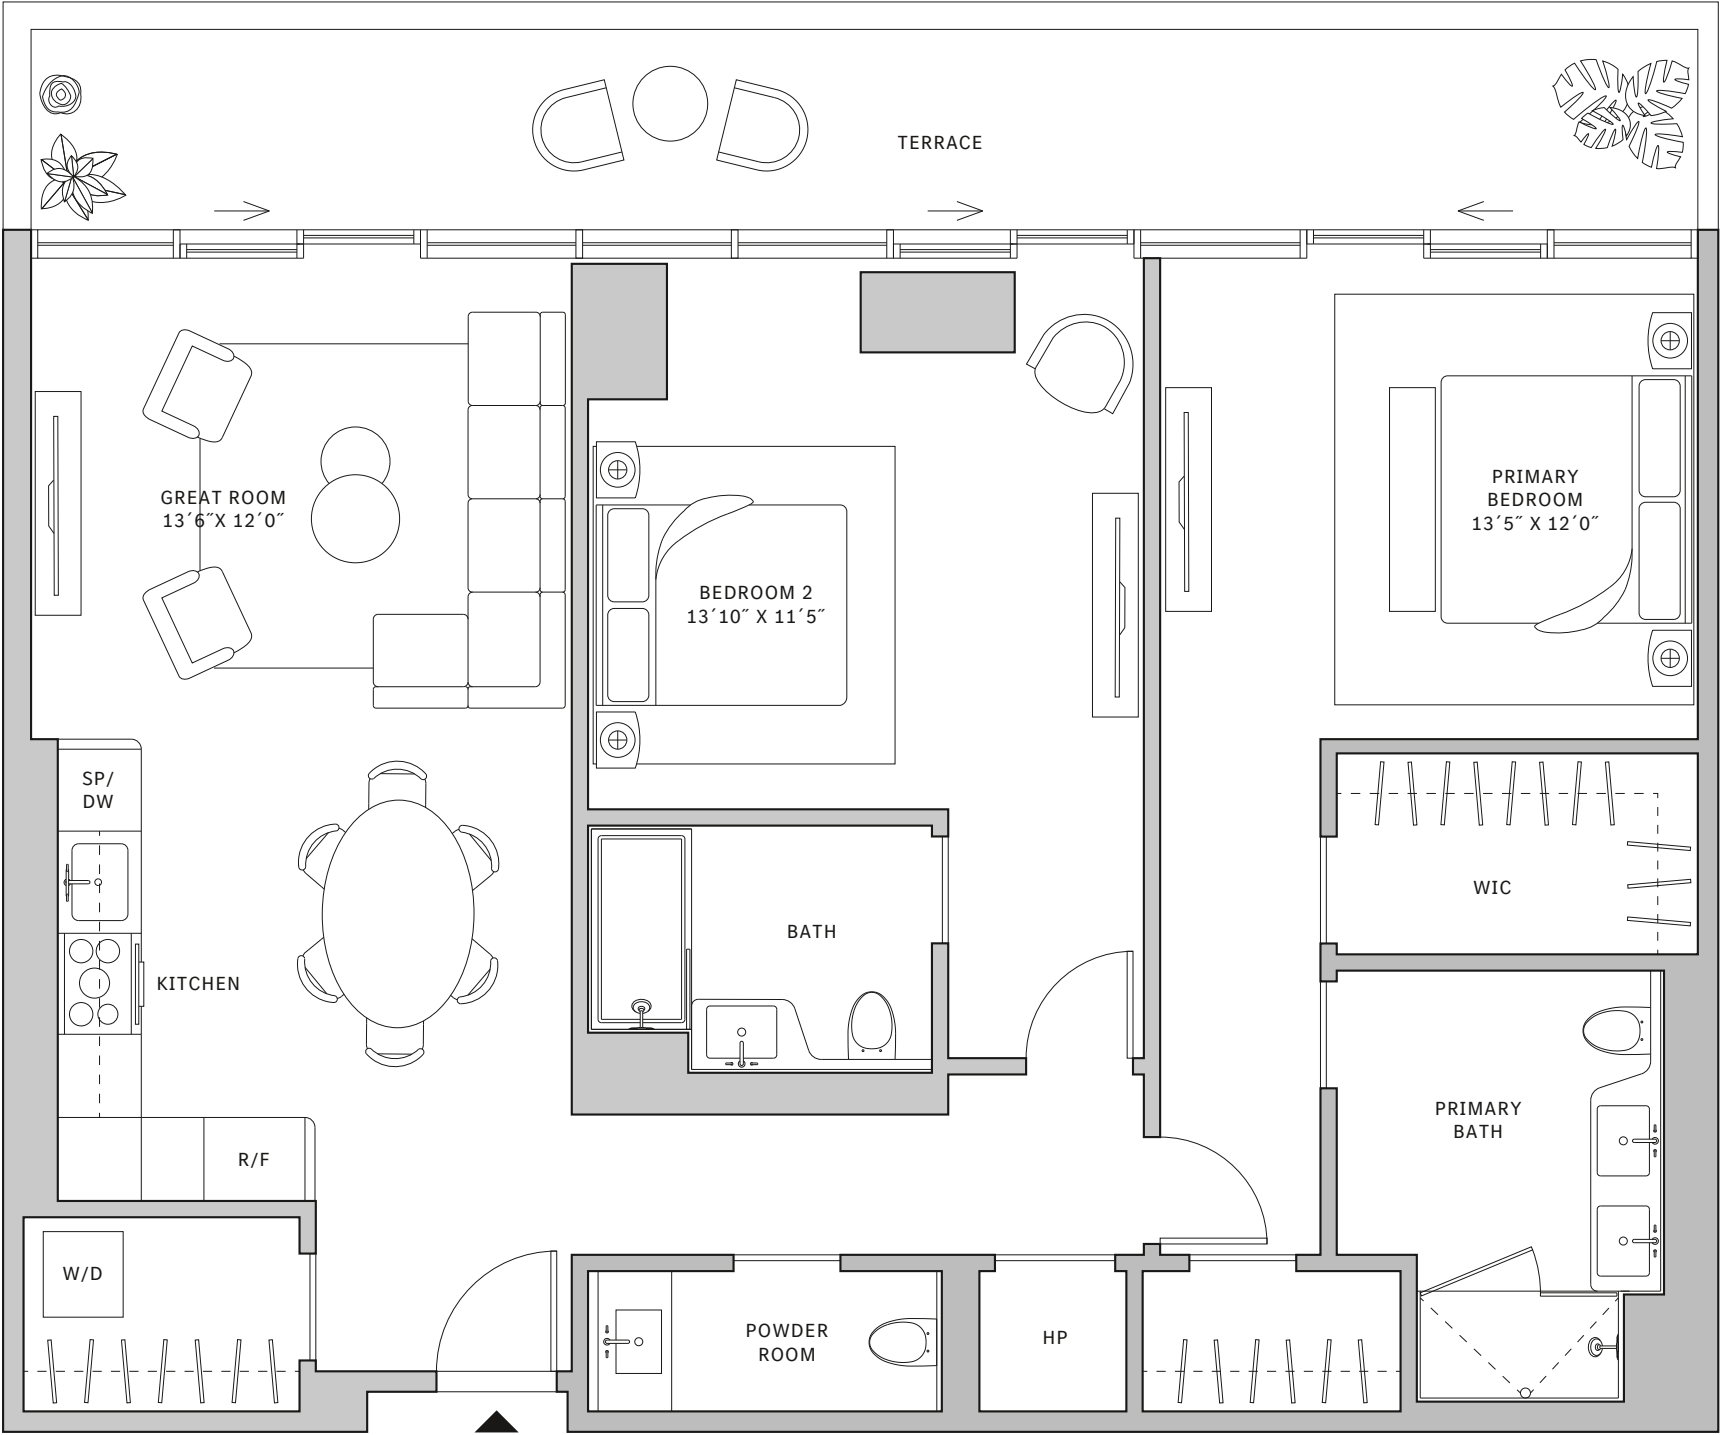 TERRACE
GREAT ROOM
13´6˝X 12´0˝
BEDROOM 2
13´10˝ X 11´5˝
PRIMARY
BEDROOM
13´5˝ X 12´0˝
SP/
DW
KITCHEN
BATH
WIC
R/F
PRIMARY
BATH
W/D
POWDER
ROOM
HP